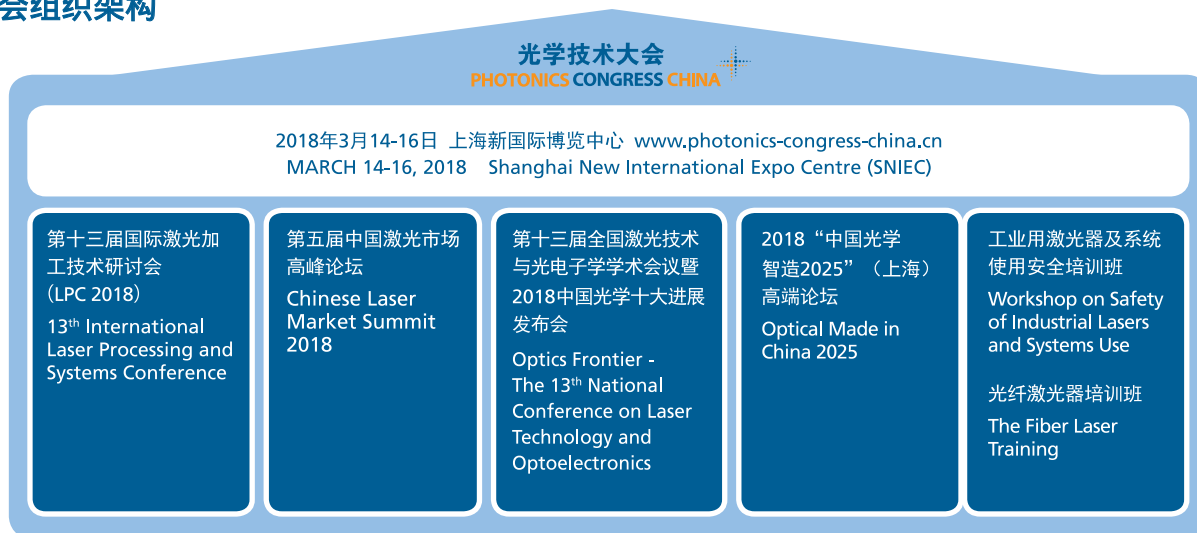 会组织架构
光学技术大会
PHOTONICS CONGRESS CHINA
2018年3月14-16日 上海新国际博览中心 www.photonics-congress-china.cn
MARCH 14-16, 2018 Shanghai New International Expo Centre (SNIEC)
第十三届国际激光加
工技术研讨会
(LPC 2018)
13th International
Laser Processing and
Systems Conference
第五届中国激光市场
高峰论坛
Chinese Laser
Market Summit
2018
第十三届全国激光技术
与光电子学学术会议暨
2018中国光学十大进展
发布会
Optics Frontier -
The 13th National
Conference on Laser
Technology and
Optoelectronics
2018“中国光学
智造2025”（上海）
高端论坛
Optical Made in
China 2025
工业用激光器及系统
使用安全培训班
Workshop on Safety
of Industrial Lasers
and Systems Use
光纤激光器培训班
The Fiber Laser
Training